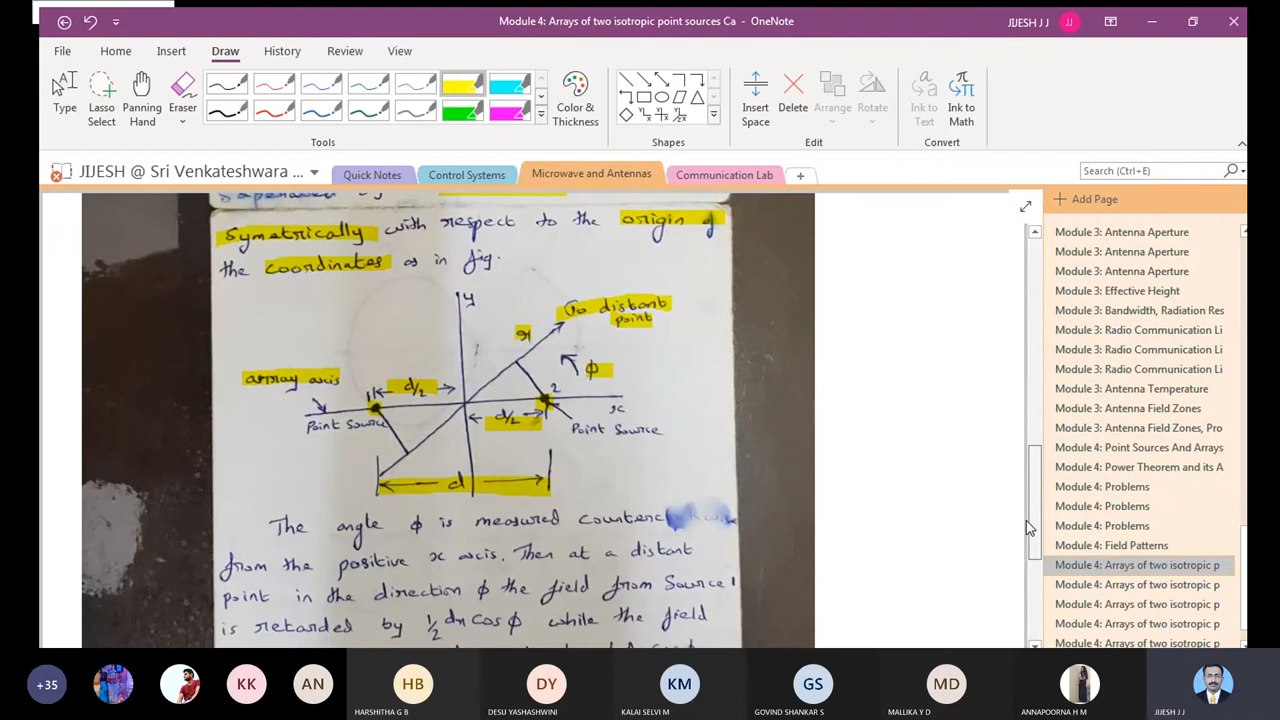 Module 4: Arrays of two isotropic point sources Ca - OneNote
JIJESH J J
JJ
File
Home
Insert
Draw
History
Review
View
Type
Lasso Select
Panning Hand
Eraser
Color & Thickness
Insert Space
Delete
Arrange
Rotate
Ink to Text
Ink to Math
Tools
Shapes
Edit
Convert
JIJESH @ Sri Venkateshwara ...
Quick Notes
Control Systems
Microwave and Antennas
Communication Lab
Search (Ctrl+E)
Symetrically with respect to the origin of
the coordinates as in fig.
y
To distant
point
r
φ
array axis
d/2
1
2
d/2
x
Point Source
Point Source
d
The angle φ is measured counterc
from the positive x axis. Then at a distant
point in the direction φ the field from Source 1
is retarded by 1/2 dr cos φ while the field
Add Page
Module 3: Antenna Aperture
Module 3: Antenna Aperture
Module 3: Antenna Aperture
Module 3: Effective Height
Module 3: Bandwidth, Radiation Res
Module 3: Radio Communication Li
Module 3: Radio Communication Li
Module 3: Radio Communication Li
Module 3: Antenna Temperature
Module 3: Antenna Field Zones
Module 3: Antenna Field Zones, Pro
Module 4: Point Sources And Arrays
Module 4: Power Theorem and its A
Module 4: Problems
Module 4: Problems
Module 4: Problems
Module 4: Field Patterns
Module 4: Arrays of two isotropic p
Module 4: Arrays of two isotropic p
Module 4: Arrays of two isotropic p
Module 4: Arrays of two isotropic p
Module 4: Arrays of two isotropic p
+35
KK
AN
HB
HARSHITHA G B
DY
DESU YASHASHWINI
KM
KALAI SELVI M
GS
GOVIND SHANKAR S
MD
MALLIKA Y D
ANNAPOORNA H M
JIJESH J J